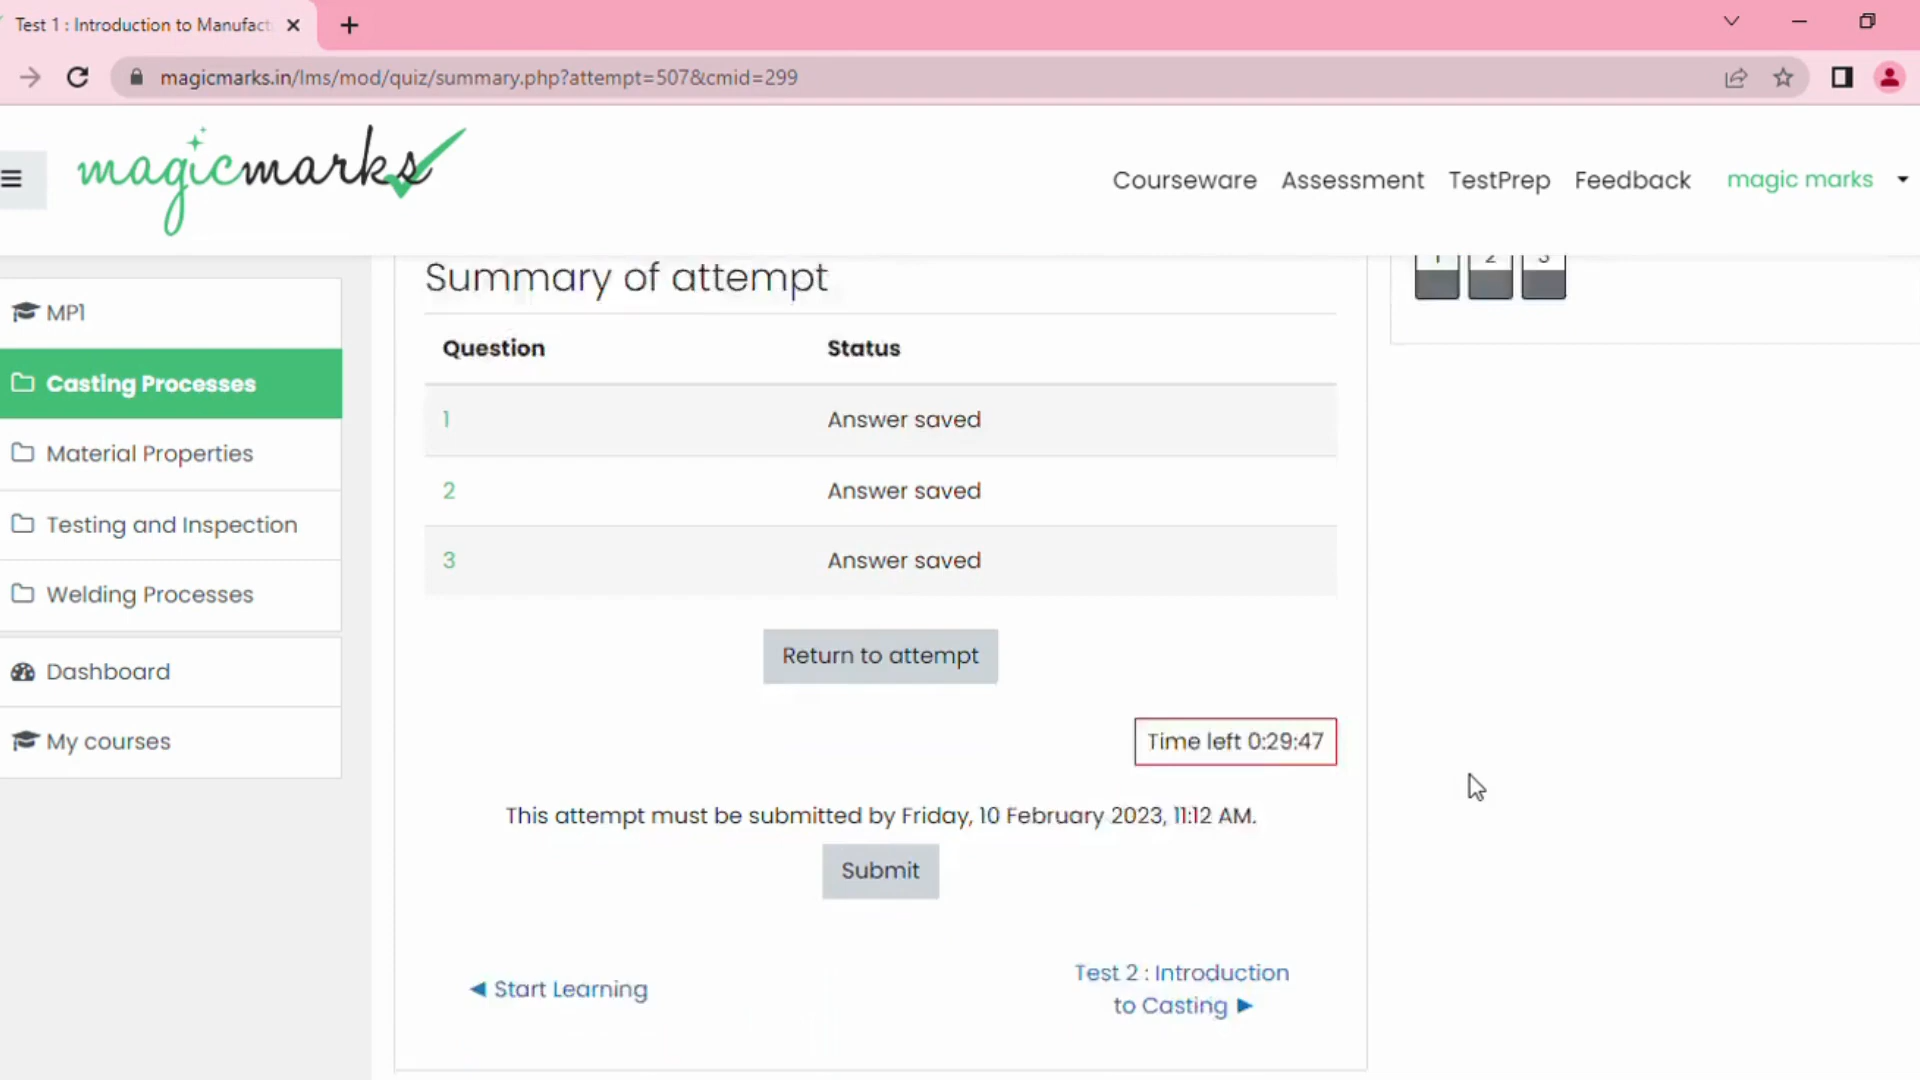 Test 1 : Introduction to Manufact
magicmarks.in/lms/mod/quiz/summary.php?attempt=507&cmid=299
magicmarks
Courseware Assessment TestPrep Feedback magic marks
MP1
Casting Processes
Material Properties
Testing and Inspection
Welding Processes
Dashboard
My courses
Summary of attempt
Question Status
1 Answer saved
2 Answer saved
3 Answer saved
Return to attempt
Time left 0:29:47
This attempt must be submitted by Friday, 10 February 2023, 11:12 AM.
Submit
◄ Start Learning
Test 2 : Introduction
to Casting ►
1 2 3